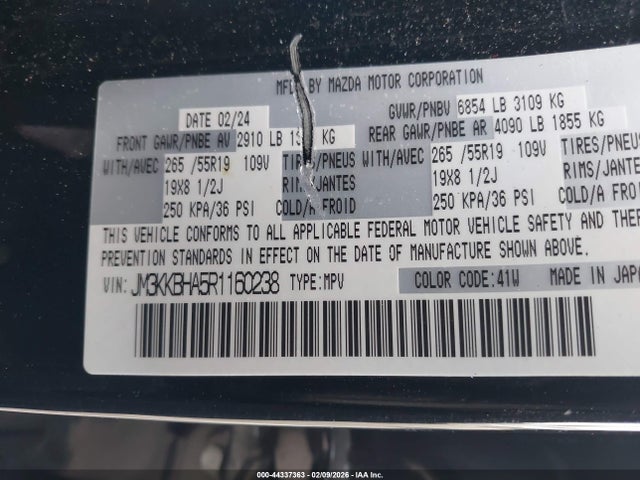 MFD. BY MAZDA MOTOR CORPORATION
DATE 02/24 GVWR/PNBV 6854 LB 3109 KG
FRONT GAWR/PNBE AV 2910 LB KG REAR GAWR/PNBE AR 4090 LB 1855 KG
WITH/AVEC 265 /55R19 109V TIRES/PNEUS WITH/AVEC 265 /55R19 109V TIRES/PNEUS
19X8 1/2J RIMS/JANTES 19X8 1/2J RIMS/JANTES
250 KPA/36 PSI COLD/A FROID 250 KPA/36 PSI COLD/A FROID
THIS VEHICLE CONFORMS TO ALL APPLICABLE FEDERAL MOTOR VEHICLE SAFETY AND THEF
PREVENTION STANDARDS IN EFFECT ON THE DATE OF MANUFACTURE SHOWN ABOVE.
VIN: JM3KKBHA5R1160238 TYPE:MPV COLOR CODE:41W MADE IN JAPA
000-44337363 - 02/09/2026 - IAA Inc.